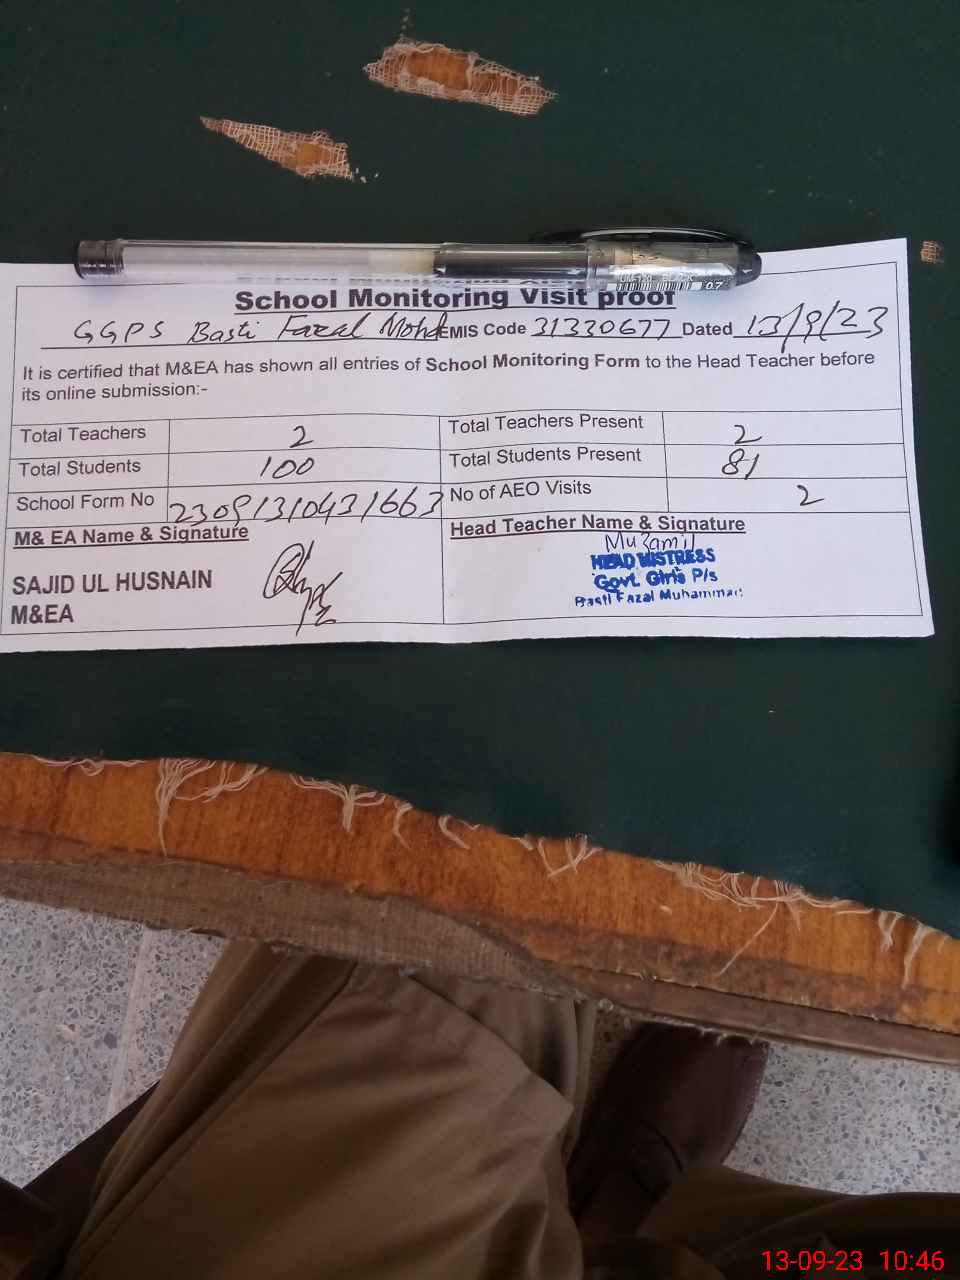 School Monitoring Visit proof
GGPS Basti Fazal Mohd EMIS Code 31330677 Dated 13/9/23
It is certified that M&EA has shown all entries of School Monitoring Form to the Head Teacher before
its online submission:-
Total Teachers 2 Total Teachers Present 2
Total Students 100 Total Students Present 81
School Form No 23091310431663 No of AEO Visits 2
M& EA Name & Signature Head Teacher Name & Signature
Muzamil
HEAD MISTRESS
SAJID UL HUSNAIN Govt. Girls P/s
M&EA Basti Fazal Muhammad
0.7
13-09-23 10:46